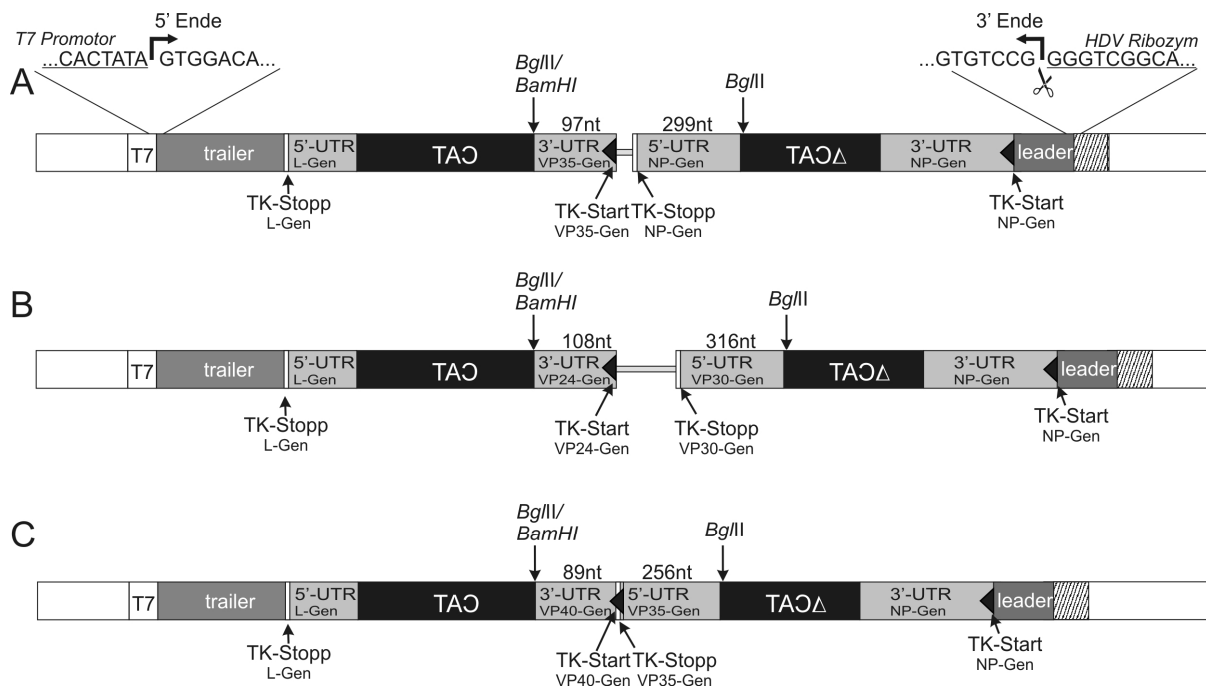 5’ Ende
3’ Ende
T7 Promotor
HDV Ribozym
...CACTATA GTGGACA...
...GTGTCCG GGGTCGGCA...
A
BglII/
BamHI
BglII
97nt
299nt
T7
trailer
5’-UTR
L-Gen
CAT
3’-UTR
VP35-Gen
5’-UTR
NP-Gen
ΔCAT
3’-UTR
NP-Gen
leader
TK-Stopp
L-Gen
TK-Start
VP35-Gen
TK-Stopp
NP-Gen
TK-Start
NP-Gen
B
BglII/
BamHI
BglII
108nt
316nt
T7
trailer
5’-UTR
L-Gen
CAT
3’-UTR
VP24-Gen
5’-UTR
VP30-Gen
ΔCAT
3’-UTR
NP-Gen
leader
TK-Stopp
L-Gen
TK-Start
VP24-Gen
TK-Stopp
VP30-Gen
TK-Start
NP-Gen
C
BglII/
BamHI
BglII
89nt
256nt
T7
trailer
5’-UTR
L-Gen
CAT
3’-UTR
VP40-Gen
5’-UTR
VP35-Gen
ΔCAT
3’-UTR
NP-Gen
leader
TK-Stopp
L-Gen
TK-Start
VP40-Gen
TK-Stopp
VP35-Gen
TK-Start
NP-Gen